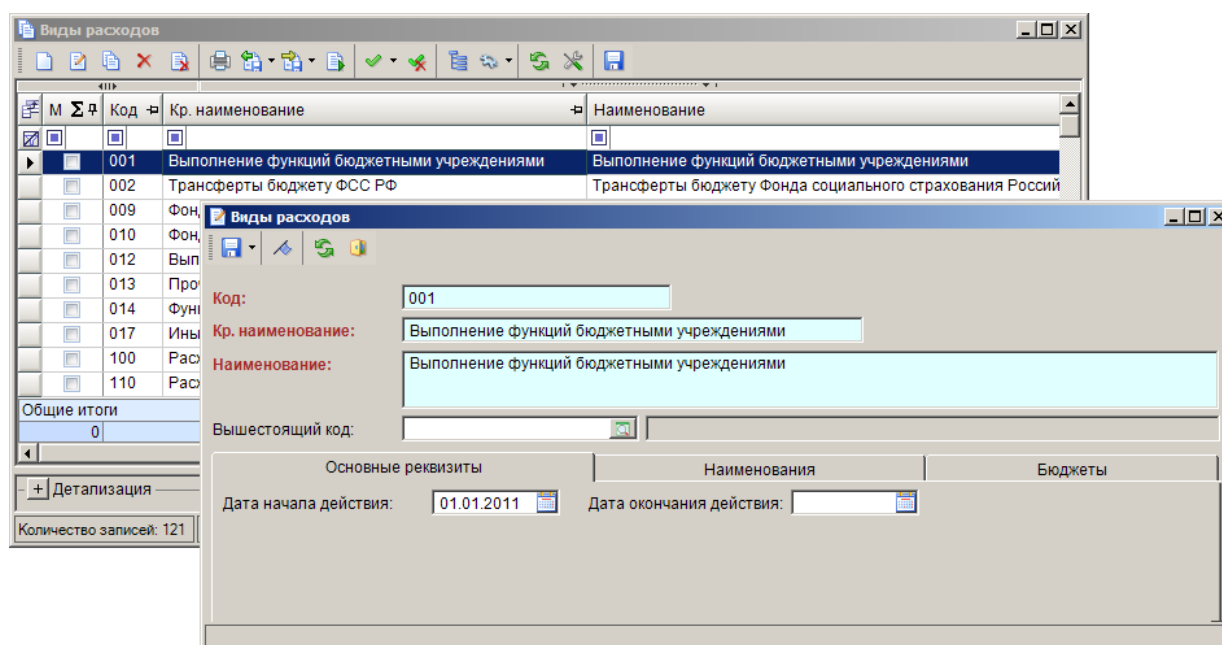 Виды расходов
М Σ Код Кр. наименование Наименование
001 Выполнение функций бюджетными учреждениями Выполнение функций бюджетными учреждениями
002 Трансферты бюджету ФСС РФ Трансферты бюджету Фонда социального страхования Россий
009 Фон
010 Фон
012 Вып
013 Про
014 Фун
017 Ины
100 Расх
110 Расх
Общие итоги
0
+ Детализация
Количество записей: 121
Виды расходов
Код: 001
Кр. наименование: Выполнение функций бюджетными учреждениями
Наименование: Выполнение функций бюджетными учреждениями
Вышестоящий код:
Основные реквизиты Наименования Бюджеты
Дата начала действия: 01.01.2011 Дата окончания действия: